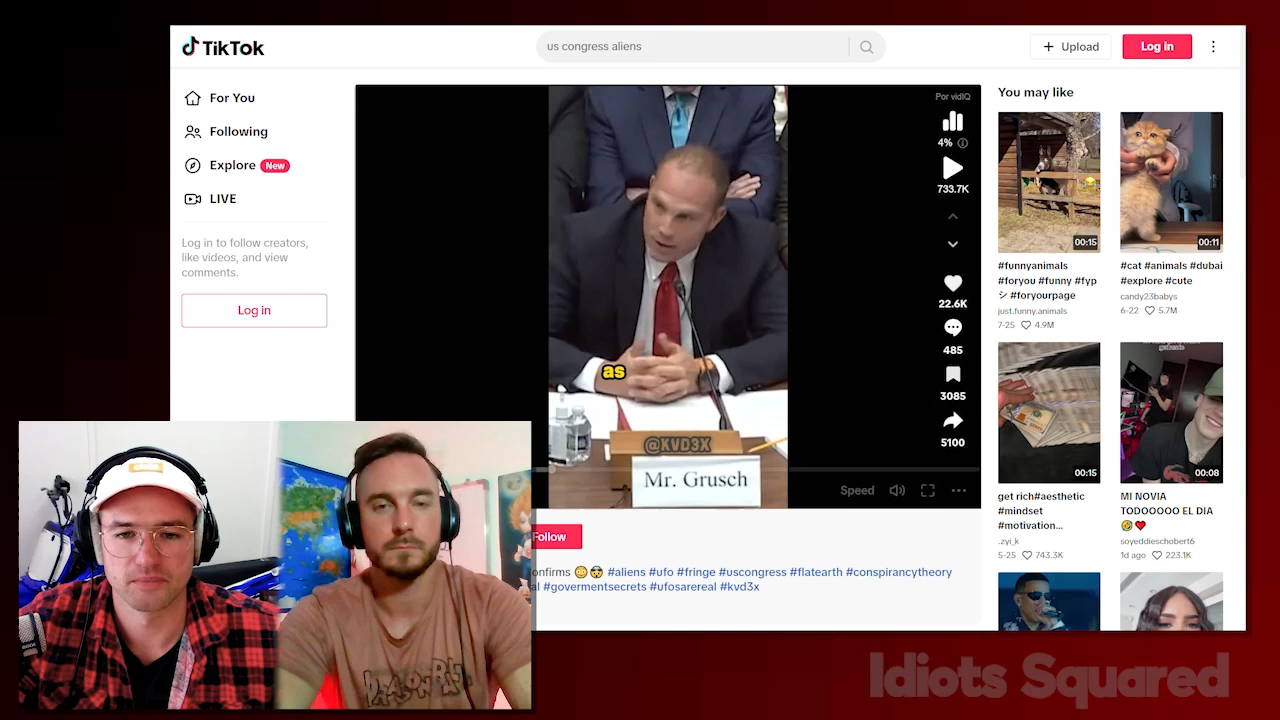 TikTok
us congress aliens
Upload
Log in
For You
Following
Explore New
LIVE
Log in to follow creators,
like videos, and view
comments.
Log in
Por vidIQ
4%
733.7K
22.6K
485
3085
5100
as
@KVD3X
Mr. Grusch
Speed
Follow
onfirms 😳🤯 #aliens #ufo #fringe #uscongress #flatearth #conspirancytheory
al #govermentsecrets #ufosarereal #kvd3x
You may like
00:15
#funnyanimals
#foryou #funny #fyp
シ #foryourpage
just.funny.animals
7-25 4.9M
00:11
#cat #animals #dubai
#explore #cute
candy23babys
6-22 5.7M
00:15
get rich#aesthetic
#mindset
#motivation...
.zyi_k
5-25 743.3K
00:08
MI NOVIA
TODOOOOO EL DIA
🤣❤️
soyeddieschobert6
1d ago 223.1K
Idiots Squared